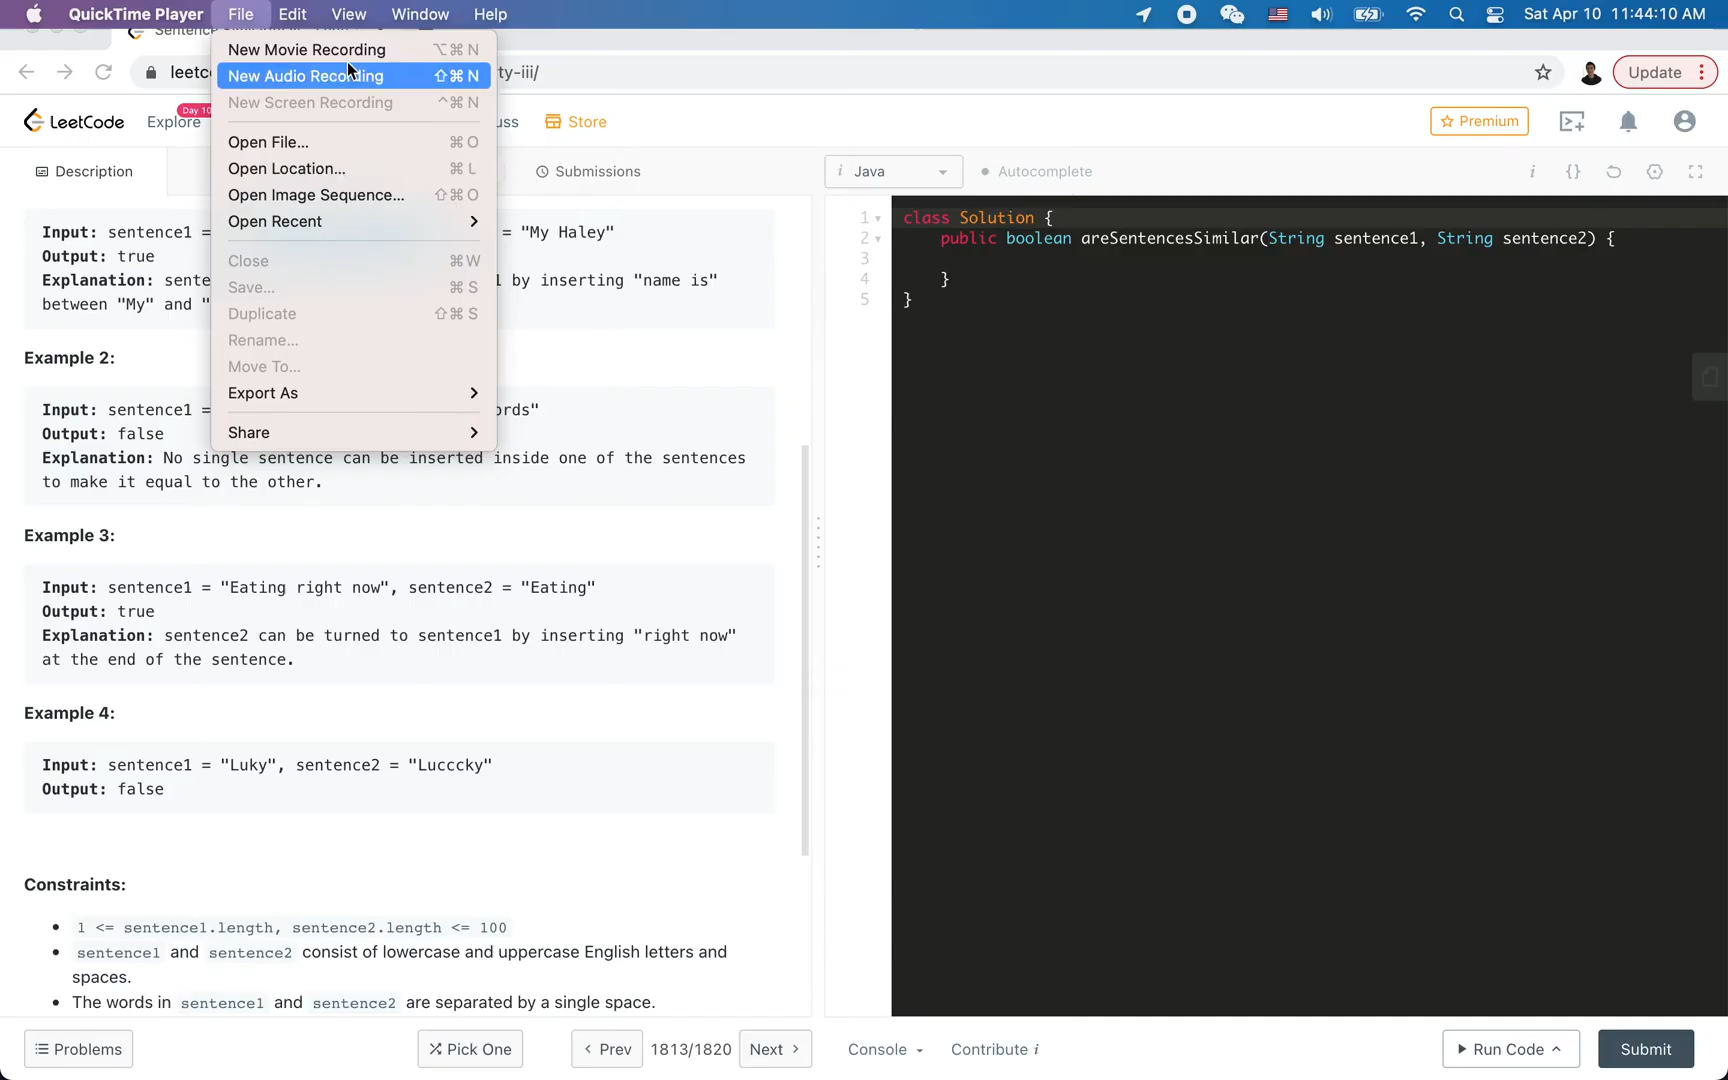 QuickTime Player File Edit View Window Help Sat Apr 10 11:44:10 AM
New Movie Recording ⌥⌘N
New Audio Recording ⇧⌘N
New Screen Recording ^⌘N
Open File... ⌘O
Open Location... ⌘L
Open Image Sequence... ⇧⌘O
Open Recent
Close ⌘W
Save... ⌘S
Duplicate ⇧⌘S
Rename...
Move To...
Export As
Share
Sentence
leetc ty-iii/ Update
LeetCode Explore Day 10 uss Store Premium
Description Submissions Java Autocomplete
Input: sentence1 = = "My Haley"
Output: true
Explanation: sente 1 by inserting "name is"
between "My" and "
Example 2:
Input: sentence1 = ords"
Output: false
Explanation: No single sentence can be inserted inside one of the sentences
to make it equal to the other.
Example 3:
Input: sentence1 = "Eating right now", sentence2 = "Eating"
Output: true
Explanation: sentence2 can be turned to sentence1 by inserting "right now"
at the end of the sentence.
Example 4:
Input: sentence1 = "Luky", sentence2 = "Lucccky"
Output: false
Constraints:
• 1 <= sentence1.length, sentence2.length <= 100
• sentence1 and sentence2 consist of lowercase and uppercase English letters and
spaces.
• The words in sentence1 and sentence2 are separated by a single space.
1 class Solution {
2 public boolean areSentencesSimilar(String sentence1, String sentence2) {
3
4 }
5 }
Problems Pick One < Prev 1813/1820 Next > Console Contribute i Run Code Submit